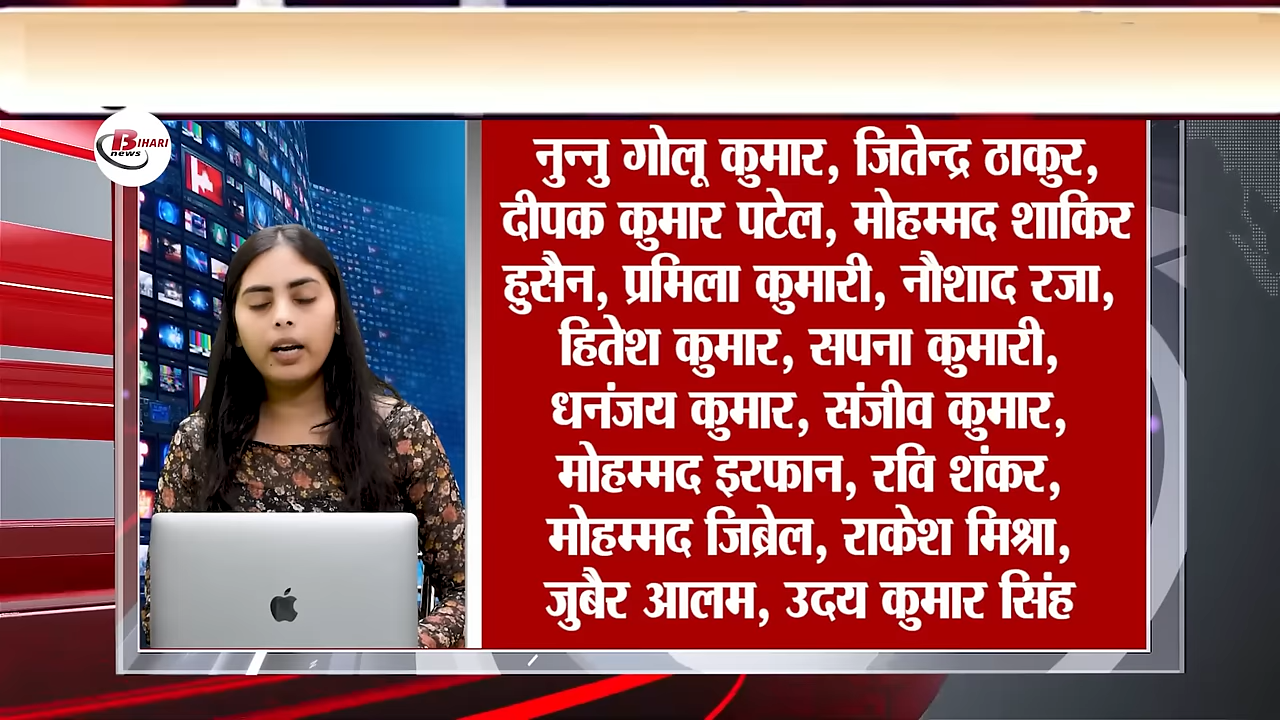 BIHARI
news
नुन्नु गोलू कुमार, जितेन्द्र ठाकुर,
दीपक कुमार पटेल, मोहम्मद शाकिर
हुसैन, प्रमिला कुमारी, नौशाद रजा,
हितेश कुमार, सपना कुमारी,
धनंजय कुमार, संजीव कुमार,
मोहम्मद इरफान, रवि शंकर,
मोहम्मद जिब्रेल, राकेश मिश्रा,
जुबैर आलम, उदय कुमार सिंह